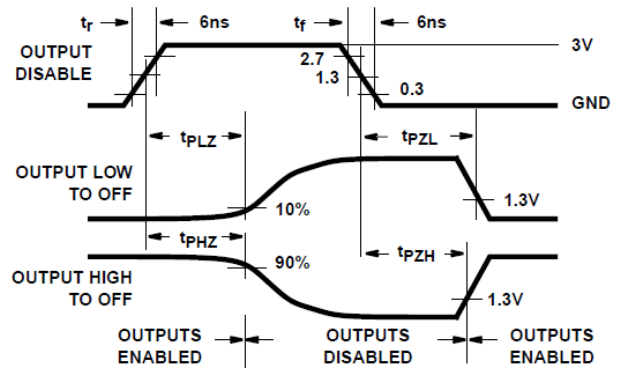 tr 6ns tf 6ns
OUTPUT
DISABLE
3V
2.7
1.3
0.3
GND
tPLZ tPZL
OUTPUT LOW
TO OFF
10%
1.3V
tPHZ tPZH
90%
OUTPUT HIGH
TO OFF
1.3V
OUTPUTS
ENABLED
OUTPUTS
DISABLED
OUTPUTS
ENABLED